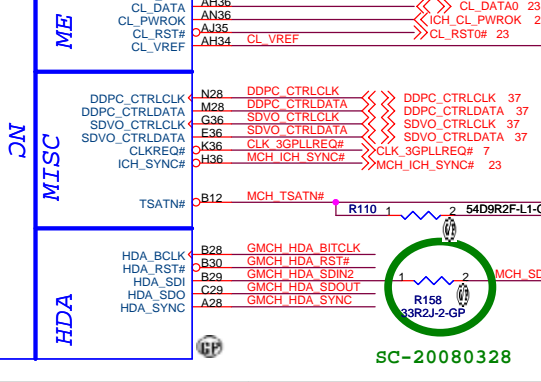 CL_DATA AH36 CL_DATA0 23
CL_PWROK AN36 ICH_CL_PWROK 2
CL_RST# AJ35 CL_RST0# 23
CL_VREF AH34 CL_VREF
ME
DDPC_CTRLCLK N28 DDPC_CTRLCLK DDPC_CTRLCLK 37
DDPC_CTRLDATA M28 DDPC_CTRLDATA DDPC_CTRLDATA 37
SDVO_CTRLCLK G36 SDVO_CTRLCLK SDVO_CTRLCLK 37
SDVO_CTRLDATA E36 SDVO_CTRLDATA SDVO_CTRLDATA 37
CLKREQ# K36 CLK_3GPLLREQ# CLK_3GPLLREQ# 7
ICH_SYNC# H36 MCH_ICH_SYNC# MCH_ICH_SYNC# 23
NC
MISC
TSATN# B12 MCH_TSATN#
R110 1 2 54D9R2F-L1-G
HDA_BCLK B28 GMCH_HDA_BITCLK
HDA_RST# B30 GMCH_HDA_RST#
HDA_SDI B29 GMCH_HDA_SDIN2 1 2 MCH_SD
HDA_SDO C29 GMCH_HDA_SDOUT
HDA_SYNC A28 GMCH_HDA_SYNC
R158
33R2J-2-GP
HDA
GP
SC-20080328